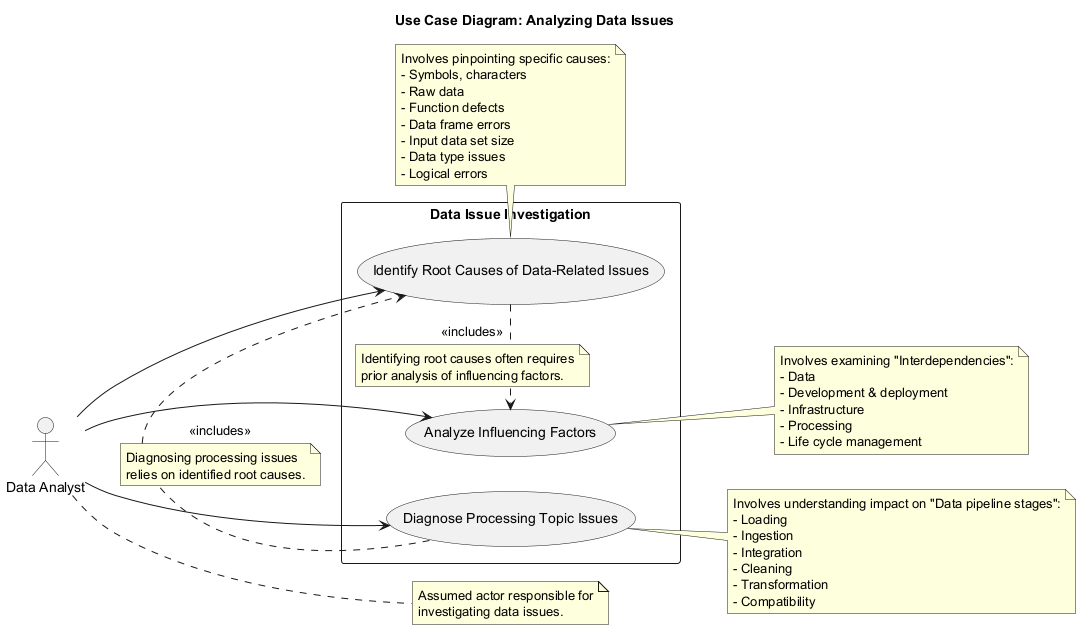 Use Case Diagram: Analyzing Data Issues
Involves pinpointing specific causes:
- Symbols, characters
- Raw data
- Function defects
- Data frame errors
- Input data set size
- Data type issues
- Logical errors
Data Issue Investigation
Identify Root Causes of Data-Related Issues
«includes»
Identifying root causes often requires
prior analysis of influencing factors.
Involves examining "Interdependencies":
- Data
- Development & deployment
- Infrastructure
- Processing
- Life cycle management
Analyze Influencing Factors
«includes»
Diagnosing processing issues
relies on identified root causes.
Data Analyst
Diagnose Processing Topic Issues
Involves understanding impact on "Data pipeline stages":
- Loading
- Ingestion
- Integration
- Cleaning
- Transformation
- Compatibility
Assumed actor responsible for
investigating data issues.